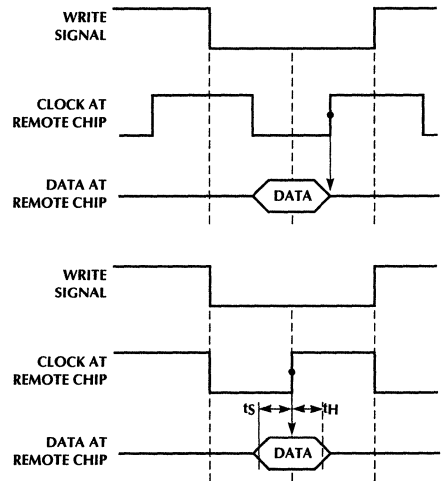 WRITE
SIGNAL
CLOCK AT
REMOTE CHIP
DATA AT
REMOTE CHIP
DATA
WRITE
SIGNAL
CLOCK AT
REMOTE CHIP
tS
tH
DATA AT
REMOTE CHIP
DATA